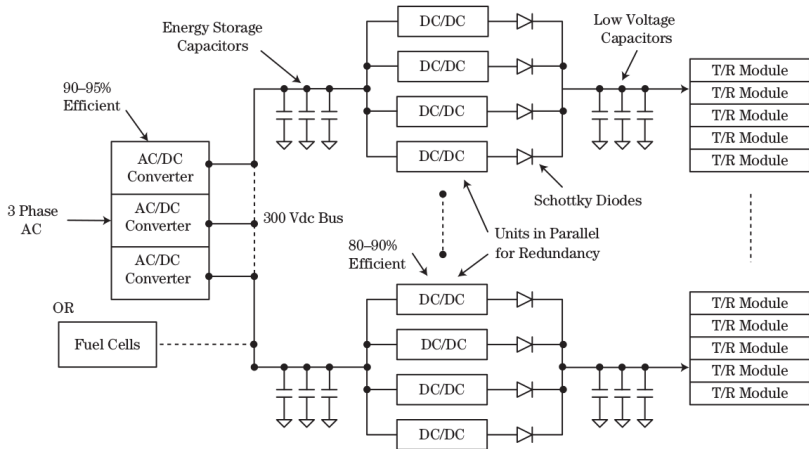 Energy Storage
Capacitors
DC/DC
DC/DC
DC/DC
DC/DC
Low Voltage
Capacitors
T/R Module
T/R Module
T/R Module
T/R Module
T/R Module
90–95%
Efficient
AC/DC
Converter
AC/DC
Converter
AC/DC
Converter
3 Phase
AC
300 Vdc Bus
Schottky Diodes
Units in Parallel
for Redundancy
80–90%
Efficient
OR
Fuel Cells
DC/DC
DC/DC
DC/DC
DC/DC
T/R Module
T/R Module
T/R Module
T/R Module
T/R Module